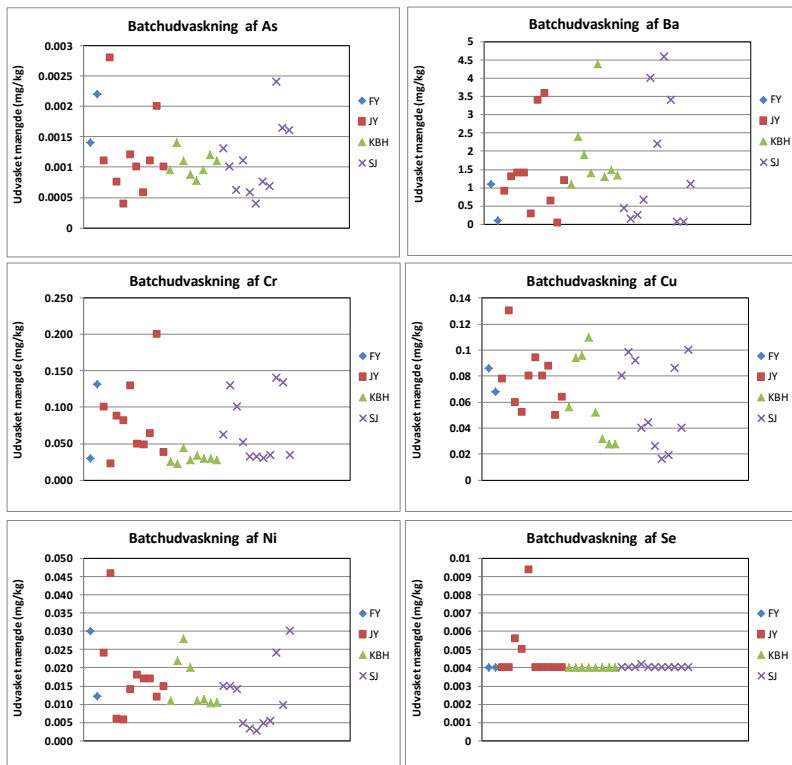 Batchudvaskning af As
Udvasket mængde (mg/kg)
0.003
0.0025
0.002
0.0015
0.001
0.0005
0
FY
JY
KBH
SJ
Batchudvaskning af Ba
Udvasket mængde (mg/kg)
5
4.5
4
3.5
3
2.5
2
1.5
1
0.5
0
FY
JY
KBH
SJ
Batchudvaskning af Cr
Udvasket mængde (mg/kg)
0.250
0.200
0.150
0.100
0.050
0.000
FY
JY
KBH
SJ
Batchudvaskning af Cu
Udvasket mængde (mg/kg)
0.14
0.12
0.1
0.08
0.06
0.04
0.02
0
FY
JY
KBH
SJ
Batchudvaskning af Ni
Udvasket mængde (mg/kg)
0.050
0.045
0.040
0.035
0.030
0.025
0.020
0.015
0.010
0.005
0.000
FY
JY
KBH
SJ
Batchudvaskning af Se
Udvasket mængde (mg/kg)
0.01
0.009
0.008
0.007
0.006
0.005
0.004
0.003
0.002
0.001
0
FY
JY
KBH
SJ